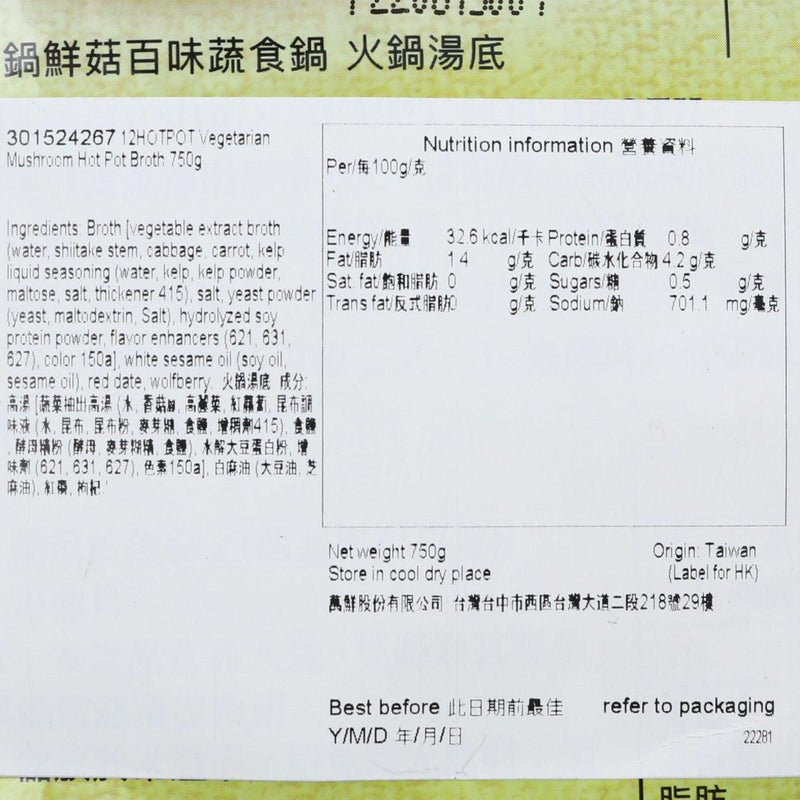 鍋鮮菇百味蔬食鍋 火鍋湯底
301524267 12HOTPOT Vegetarian
Mushroom Hot Pot Broth 750g
Ingredients: Broth [vegetable extract broth
(water, shiitake stem, cabbage, carrot, kelp
liquid seasoning (water, kelp, kelp powder,
maltose, salt, thickener 415), salt, yeast powder
(yeast, maltodextrin, Salt), hydrolyzed soy
protein powder, flavor enhancers (621, 631,
627), color 150a], white sesame oil (soy oil,
sesame oil), red date, wolfberry. 火鍋湯底 成分:
高湯 [蔬菜抽出高湯 (水, 香菇, 高麗菜, 紅蘿蔔, 昆布調
味液 (水, 昆布, 昆布粉, 麥芽糖, 食鹽, 增稠劑415), 食鹽
, 酵母粉 (酵母, 麥芽糊精, 食鹽), 水解大豆蛋白粉, 增
味劑 (621, 631, 627), 色素150a], 白麻油 (大豆油, 芝
麻油), 紅棗, 枸杞.
Nutrition information 營養資料
Per/每100g/克
Energy/能量 32.6 kcal/千卡 Protein/蛋白質 0.8 g/克
Fat/脂肪 1.4 g/克 Carb/碳水化合物 4.2 g/克
Sat. fat/飽和脂肪 0 g/克 Sugars/糖 0.5 g/克
Trans fat/反式脂肪 0 g/克 Sodium/鈉 701.1 mg/毫克
Net weight 750g Origin: Taiwan
Store in cool dry place (Label for HK)
萬鮮股份有限公司 台灣台中市西區台灣大道二段218號29樓
Best before 此日期前最佳 refer to packaging
Y/M/D 年/月/日 22281
脂肪